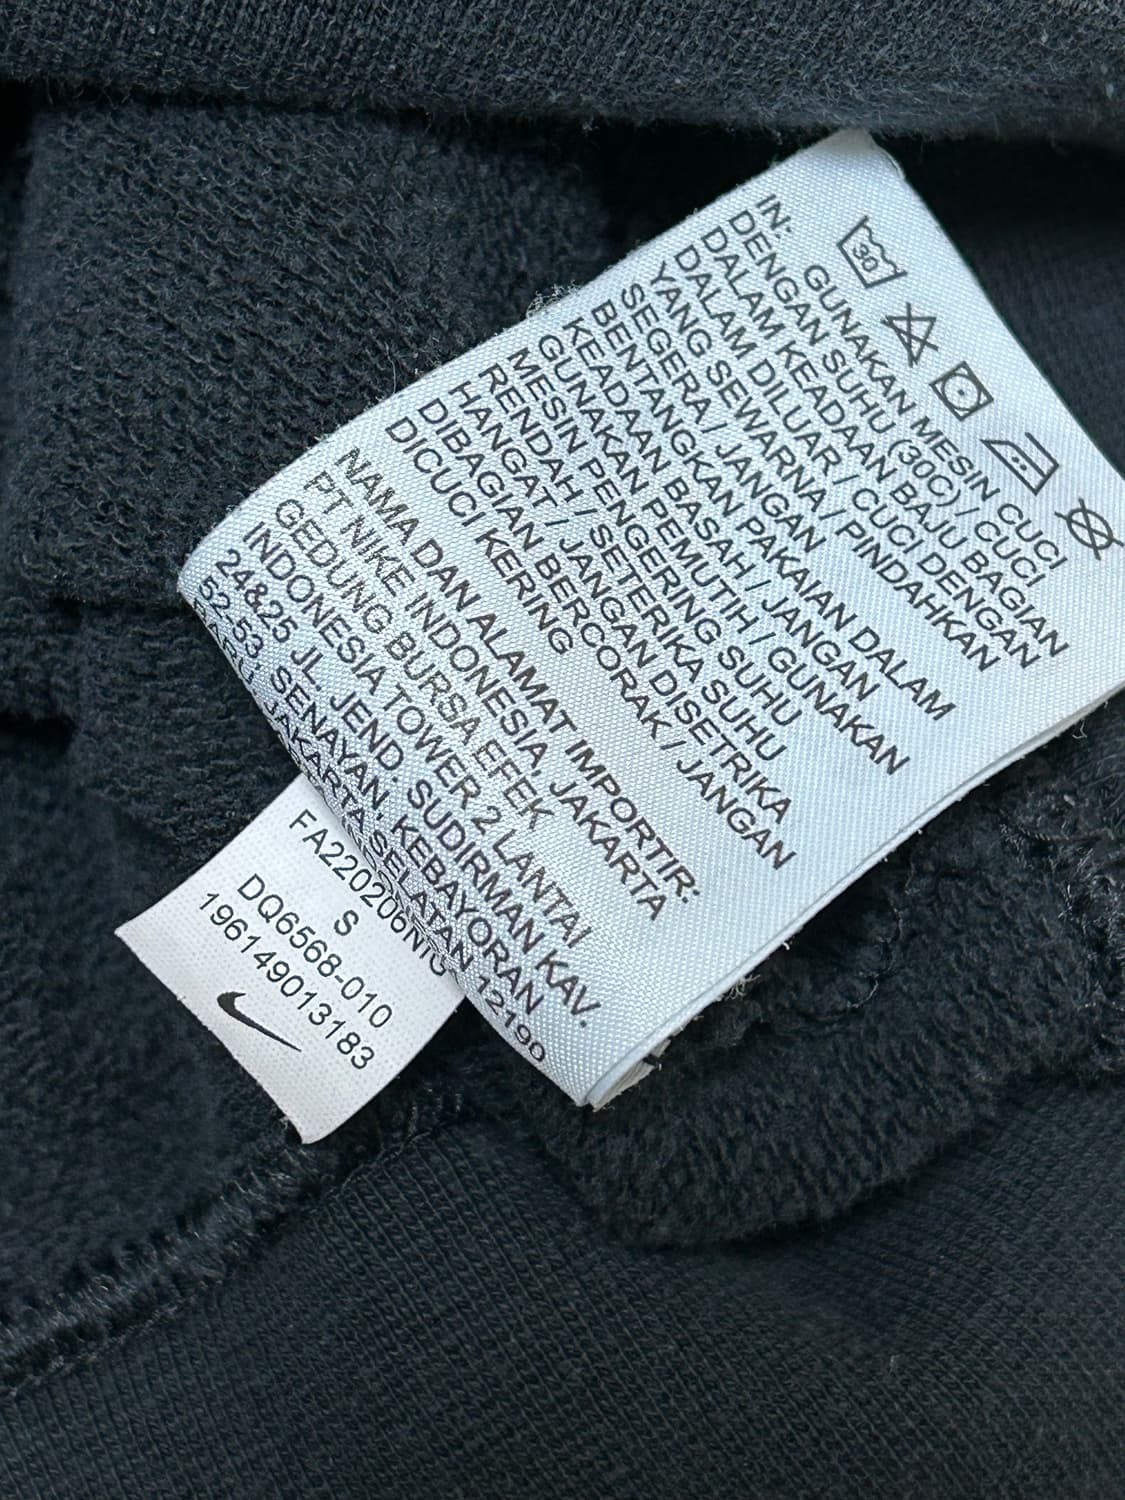 30
IN: GUNAKAN MESIN CUCI
DENGAN SUHU (30C) / CUCI
DALAM KEADAAN BAJU BAGIAN
DALAM DILUAR / CUCI DENGAN
YANG SEWARNA / PINDAHKAN
SEGERA / JANGAN
BENTANGKAN PAKAIAN DALAM
KEADAAN BASAH / JANGAN
GUNAKAN PEMUTIH / GUNAKAN
MESIN PENGERING SUHU
RENDAH / SETERIKA SUHU
HANGAT / JANGAN DISETRIKA
DIBAGIAN BERCORAK / JANGAN
DICUCI KERING
NAMA DAN ALAMAT IMPORTIR:
PT NIKE INDONESIA, JAKARTA
GEDUNG BURSA EFEK
INDONESIA TOWER 2 LANTAI
24&25 JL. JEND. SUDIRMAN KAV.
52-53, SENAYAN, KEBAYORAN
BARU, JAKARTA SELATAN 12190
FA220206NIG
S
DQ6568-010
196149013183